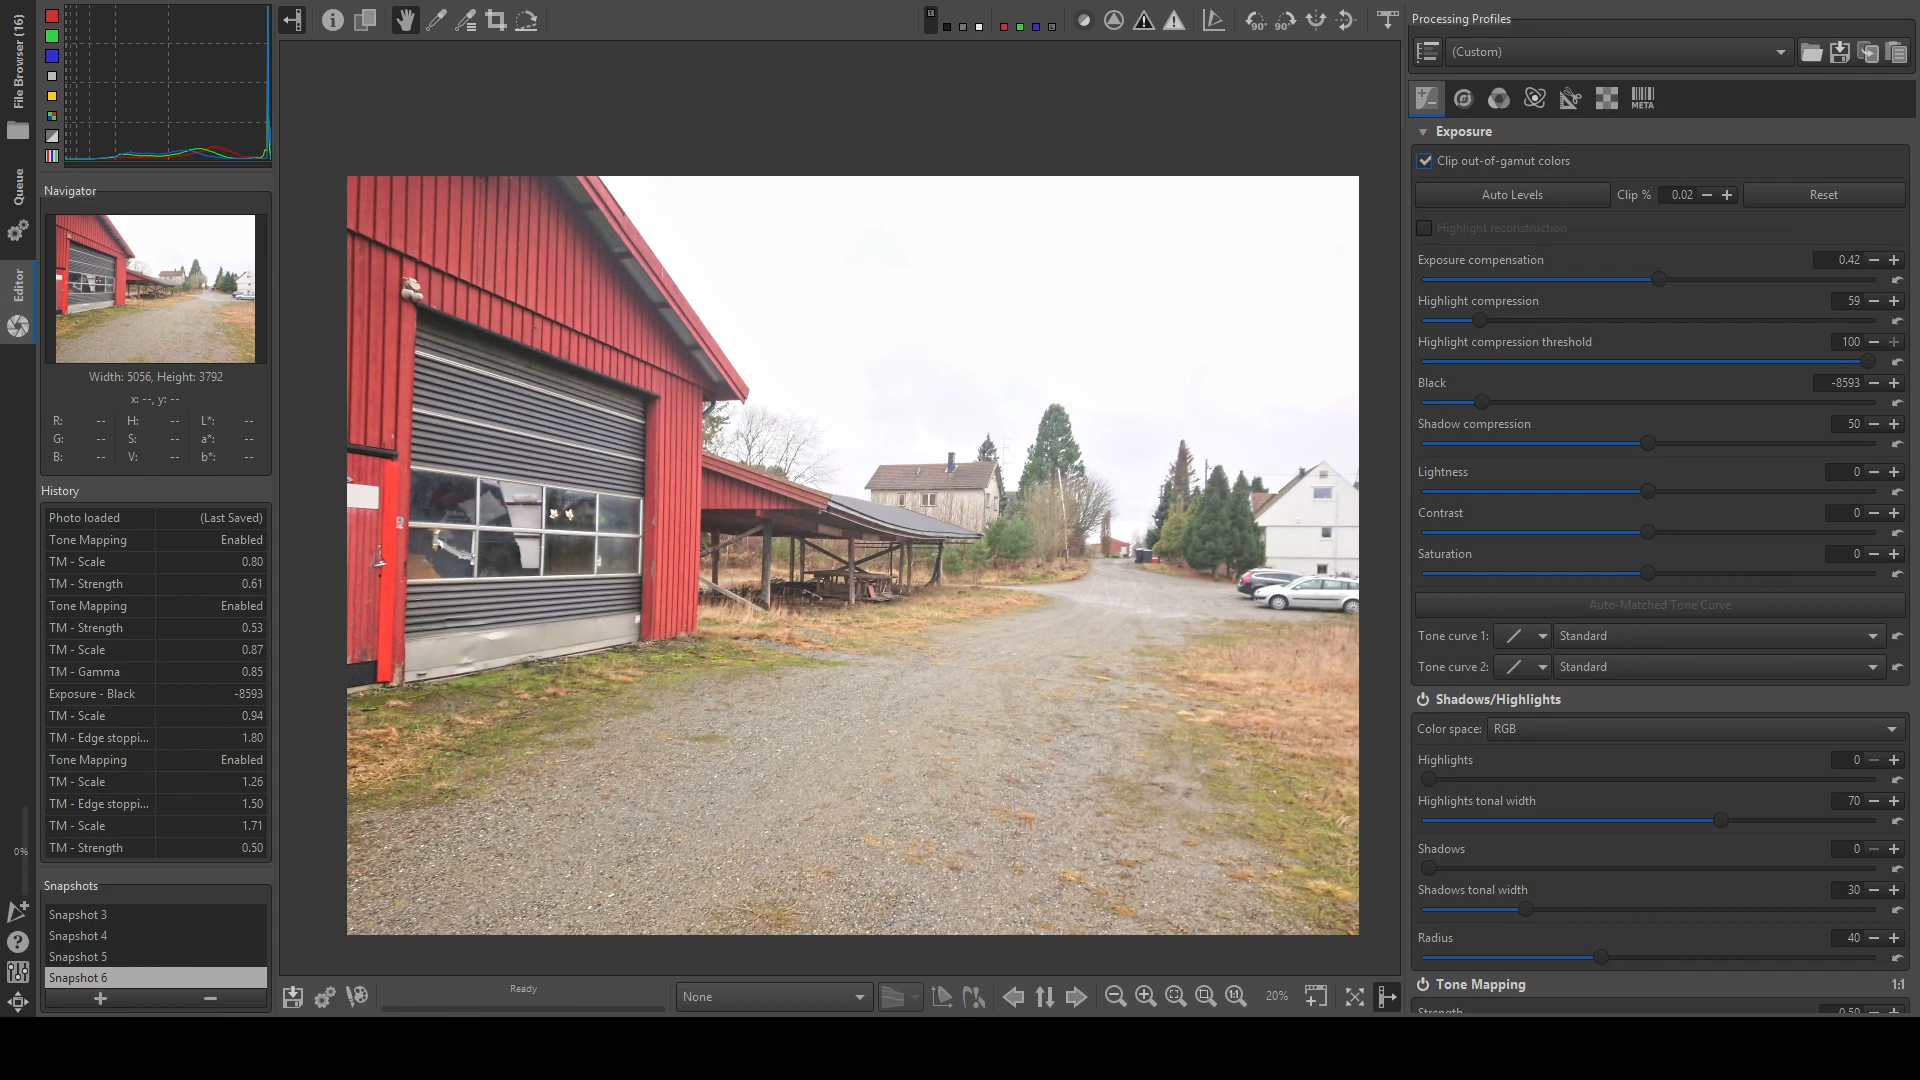 File Browser (16)
Queue
Editor
0%
Navigator
Width: 5056, Height: 3792
x: --, y: --
R: -- H: -- L*: --
G: -- S: -- a*: --
B: -- V: -- b*: --
History
Photo loaded (Last Saved)
Tone Mapping Enabled
TM - Scale 0.80
TM - Strength 0.61
Tone Mapping Enabled
TM - Strength 0.53
TM - Scale 0.87
TM - Gamma 0.85
Exposure - Black -8593
TM - Scale 0.94
TM - Edge stoppi... 1.80
Tone Mapping Enabled
TM - Scale 1.26
TM - Edge stoppi... 1.50
TM - Scale 1.71
TM - Strength 0.50
Snapshots
Snapshot 3
Snapshot 4
Snapshot 5
Snapshot 6
90° 90°
Ready
None
1:1
20%
Processing Profiles
(Custom)
META
Exposure
Clip out-of-gamut colors
Auto Levels Clip % 0.02 Reset
Highlight reconstruction
Exposure compensation 0.42
Highlight compression 59
Highlight compression threshold 100
Black -8593
Shadow compression 50
Lightness 0
Contrast 0
Saturation 0
Auto-Matched Tone Curve
Tone curve 1: Standard
Tone curve 2: Standard
Shadows/Highlights
Color space: RGB
Highlights 0
Highlights tonal width 70
Shadows 0
Shadows tonal width 30
Radius 40
Tone Mapping 1:1
Strength 0.50